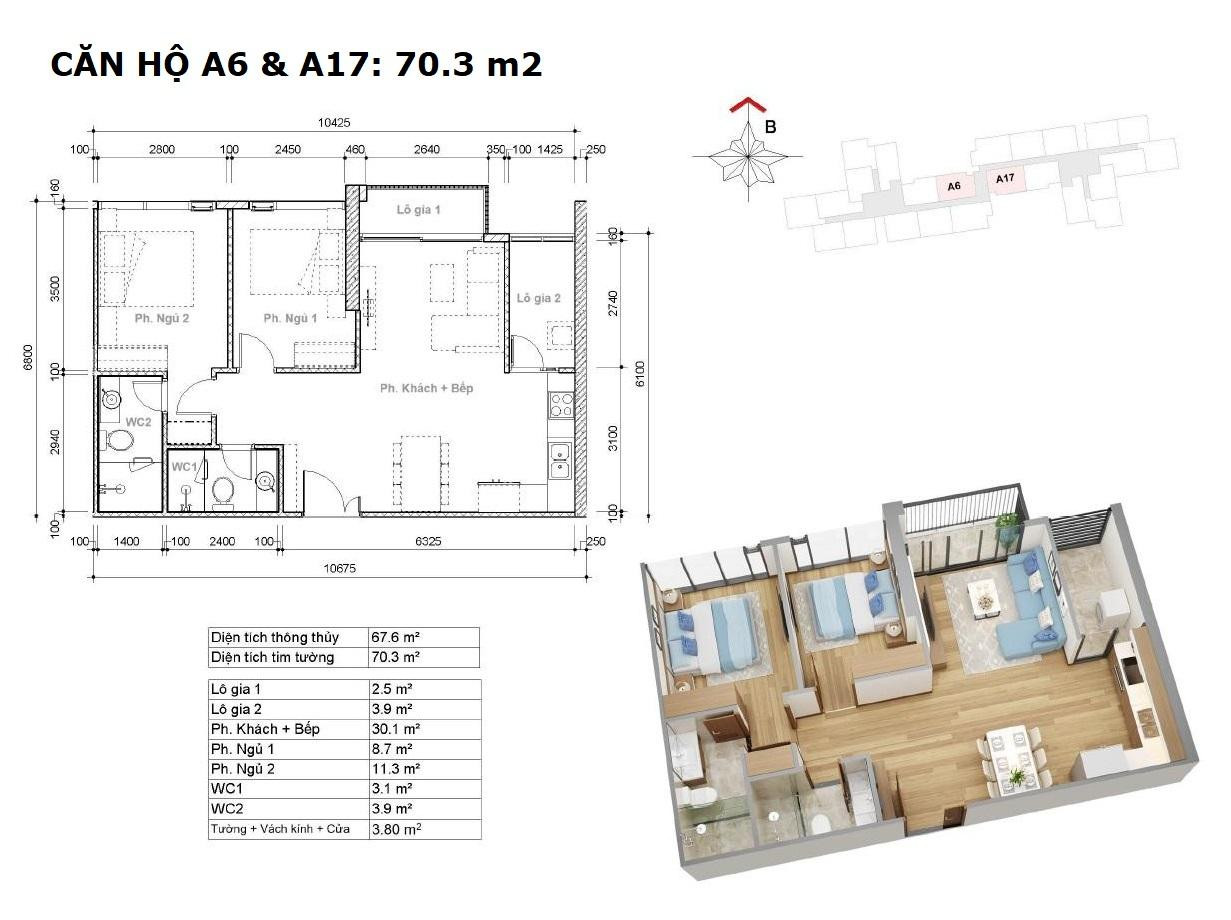 CĂN HỘ A6 & A17: 70.3 m2
10425
100 2800 100 2450 460 2640 350 100 1425 250
B
A6 A17
160
3500
6800
100
2940
100
Lô gia 1
Lô gia 2
Ph. Ngủ 2
Ph. Ngủ 1
Ph. Khách + Bếp
WC2
WC1
160
2740
6100
3100
100
100 1400 100 2400 100 6325 250
10675
Diện tích thông thủy 67.6 m²
Diện tích tim tường 70.3 m²
Lô gia 1 2.5 m²
Lô gia 2 3.9 m²
Ph. Khách + Bếp 30.1 m²
Ph. Ngủ 1 8.7 m²
Ph. Ngủ 2 11.3 m²
WC1 3.1 m²
WC2 3.9 m²
Tường + Vách kính + Cửa 3.80 m²